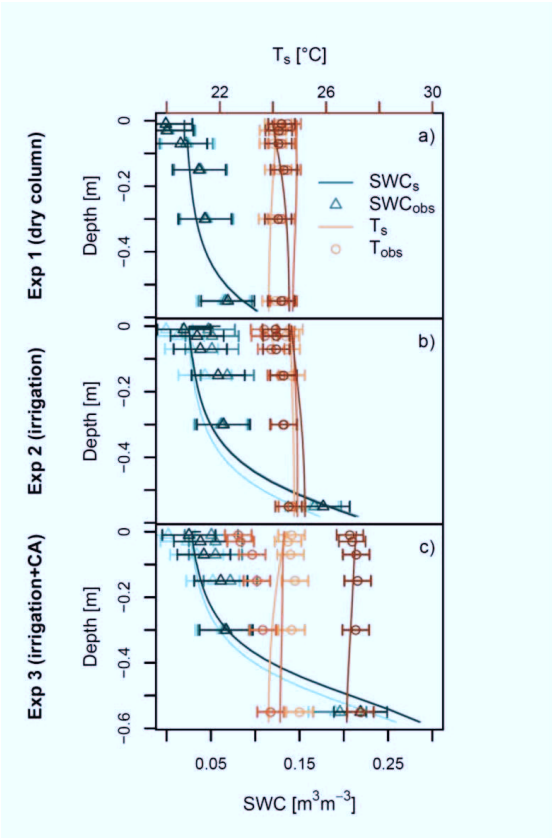 Ts [°C]
22 26 30
Exp 1 (dry column)
Depth [m]
0
−0.2
−0.4
a)
SWCs
SWCobs
Ts
Tobs
Exp 2 (irrigation)
Depth [m]
0
−0.2
−0.4
b)
Exp 3 (irrigation+CA)
Depth [m]
0
−0.2
−0.4
−0.6
c)
0.05 0.15 0.25
SWC [m³m⁻³]